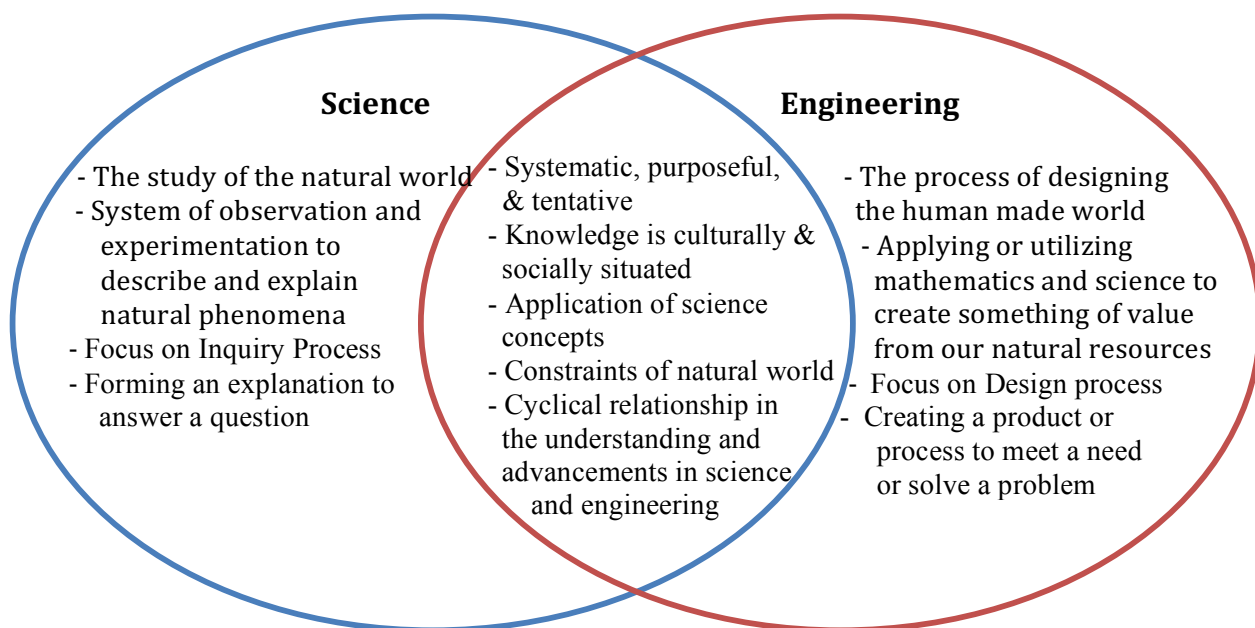 Science
- The study of the natural world
- System of observation and
experimentation to
describe and explain
natural phenomena
- Focus on Inquiry Process
- Forming an explanation to
answer a question
- Systematic, purposeful,
& tentative
- Knowledge is culturally &
socially situated
- Application of science
concepts
- Constraints of natural world
- Cyclical relationship in
the understanding and
advancements in science
and engineering
Engineering
- The process of designing
the human made world
- Applying or utilizing
mathematics and science to
create something of value
from our natural resources
- Focus on Design process
- Creating a product or
process to meet a need
or solve a problem